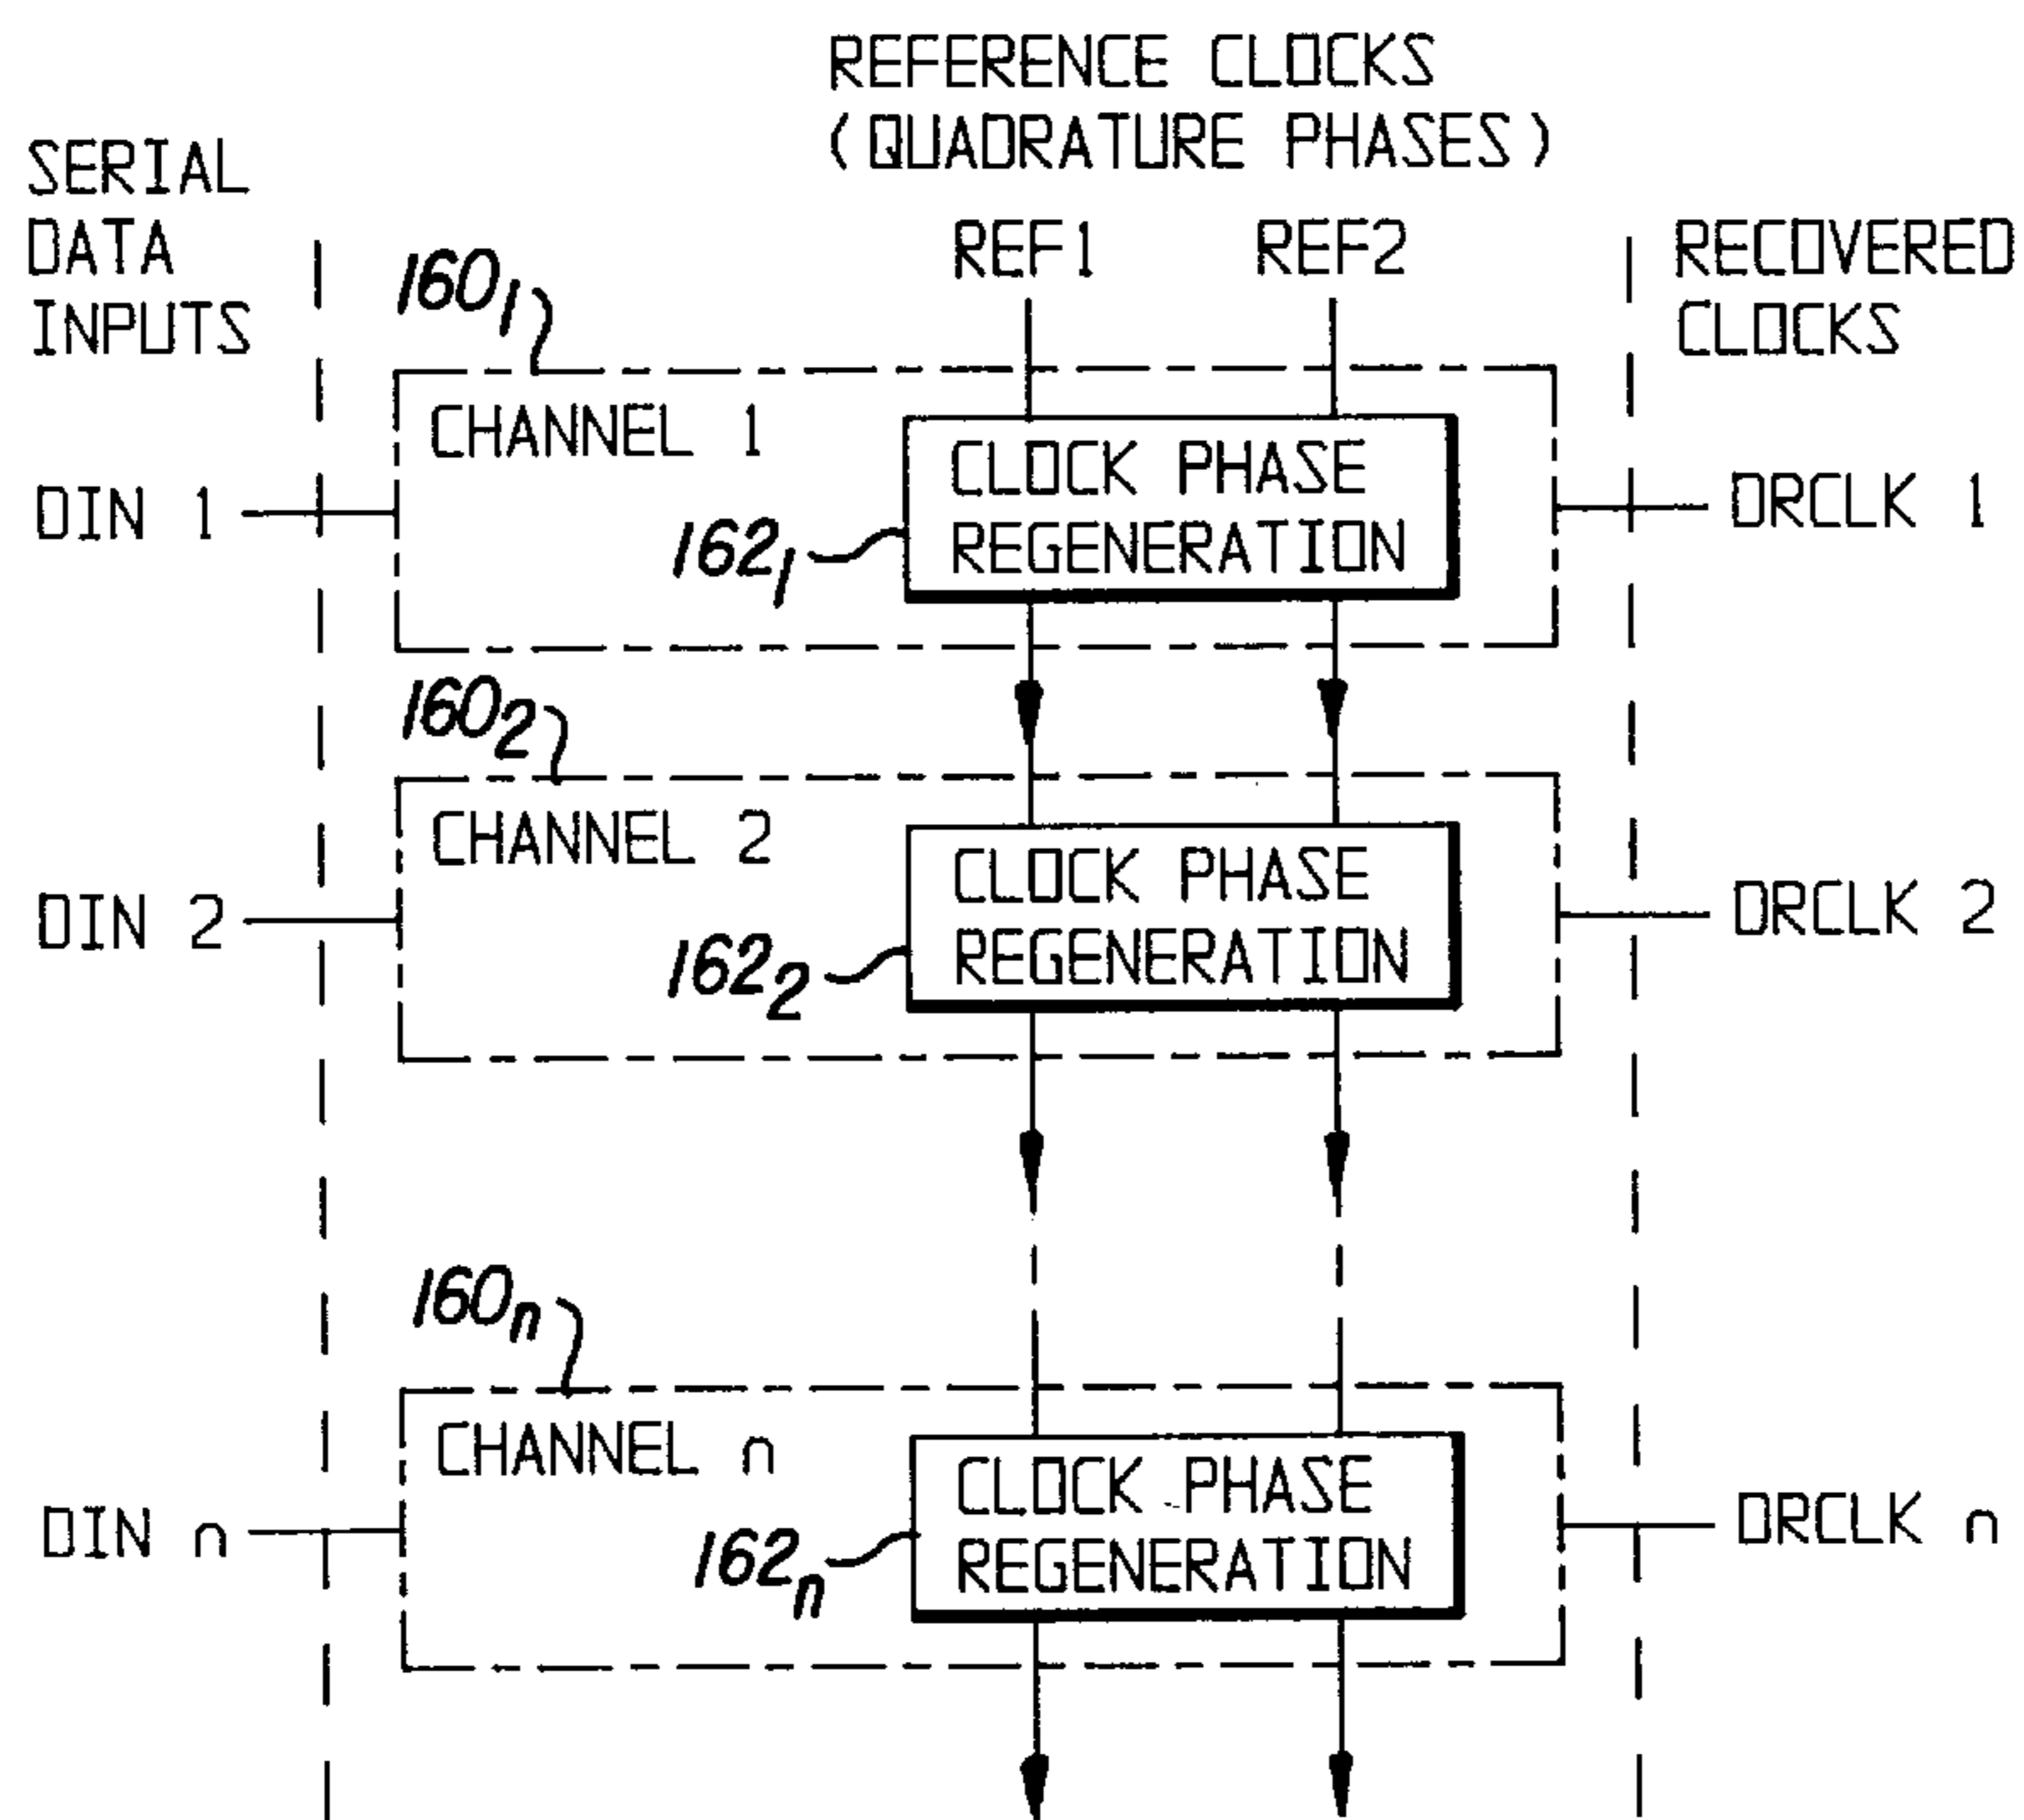 REFERENCE CLOCKS
(QUADRATURE PHASES)
SERIAL
DATA
INPUTS
REF1 REF2
RECOVERED
CLOCKS
160₁
CHANNEL 1
DIN 1
162₁
CLOCK PHASE
REGENERATION
DRCLK 1
160₂
CHANNEL 2
DIN 2
162₂
CLOCK PHASE
REGENERATION
DRCLK 2
160ₙ
CHANNEL n
DIN n
162ₙ
CLOCK PHASE
REGENERATION
DRCLK n